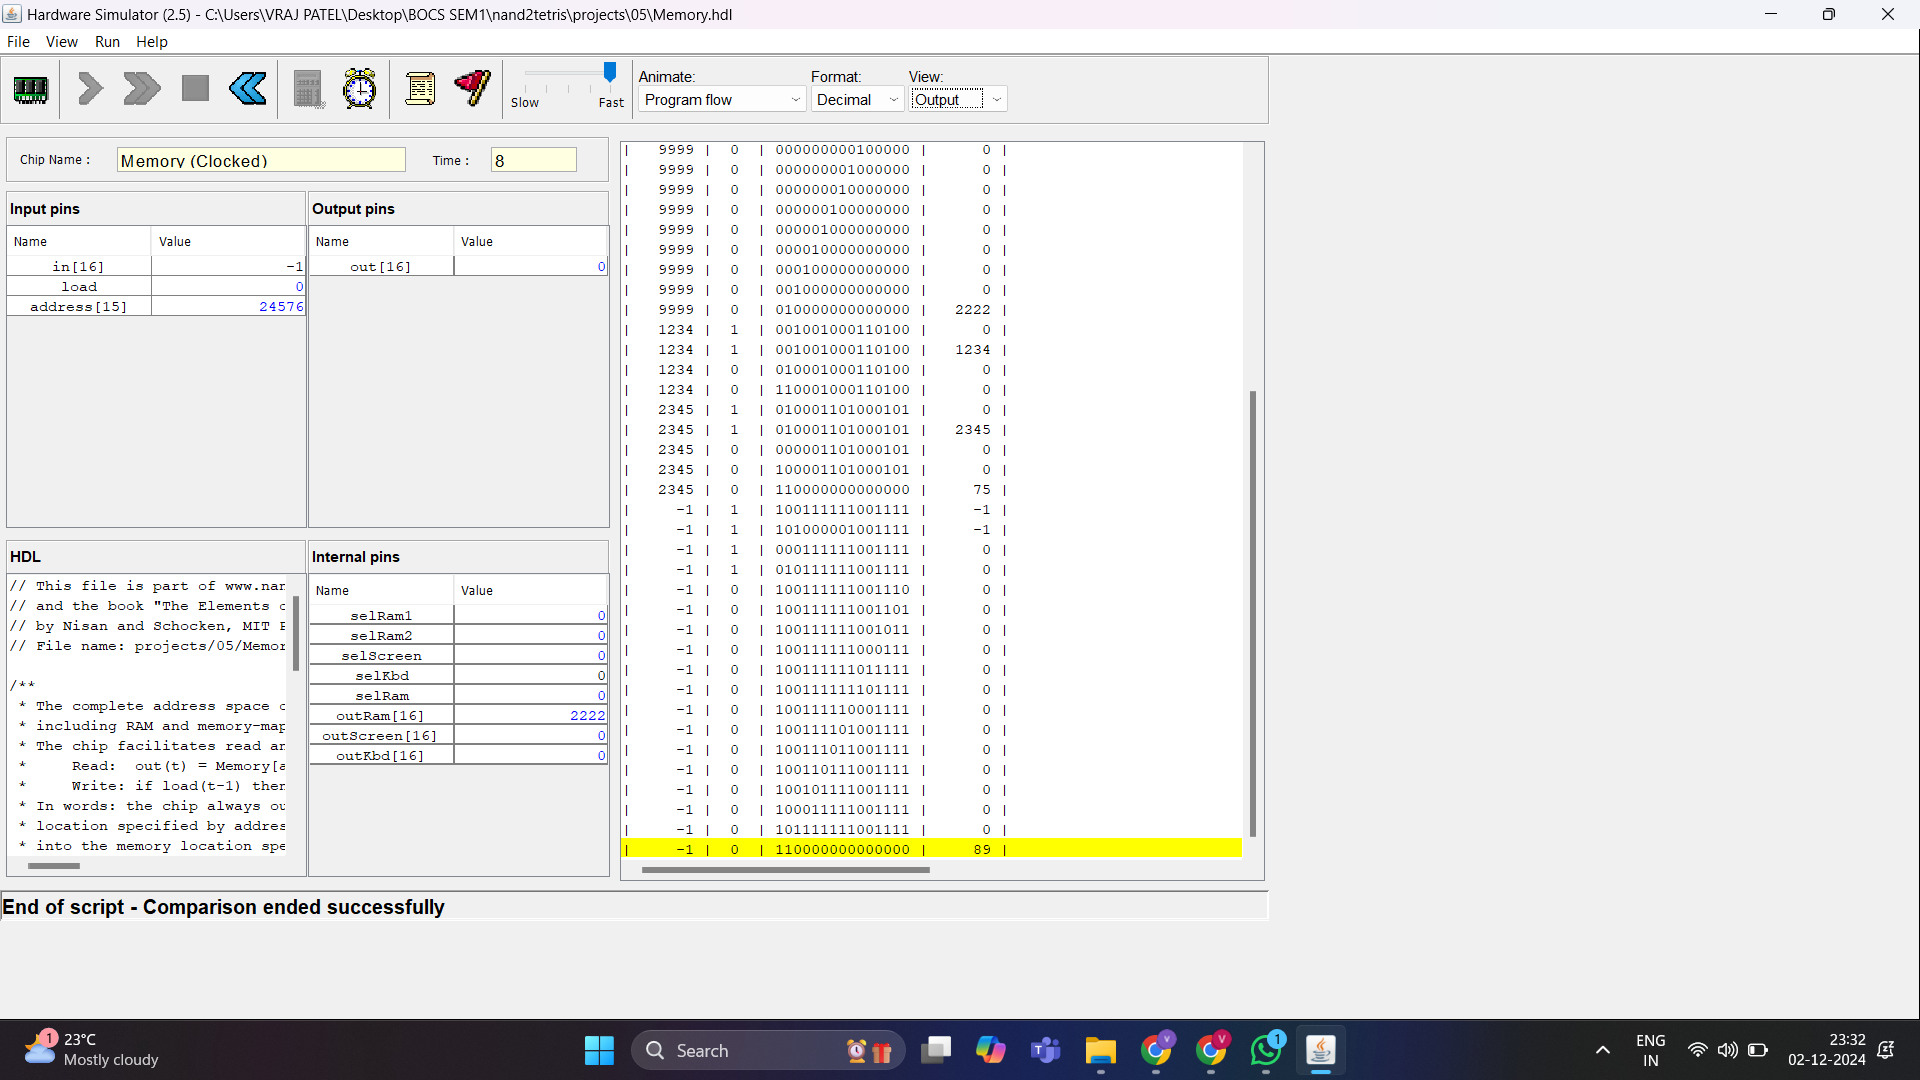 Hardware Simulator (2.5) - C:\Users\VRAJ PATEL\Desktop\BOCS SEM1\nand2tetris\projects\05\Memory.hdl
File View Run Help
Slow Fast
Animate: Format: View:
Program flow Decimal Output
Chip Name : Memory (Clocked) Time : 8
Input pins
Name Value
in[16] -1
load 0
address[15] 24576
Output pins
Name Value
out[16] 0
HDL
// This file is part of www.nan
// and the book "The Elements o
// by Nisan and Schocken, MIT P
// File name: projects/05/Memor
/**
* The complete address space o
* including RAM and memory-map
* The chip facilitates read an
* Read: out(t) = Memory[a
* Write: if load(t-1) then
* In words: the chip always ou
* location specified by addres
* into the memory location spe
Internal pins
Name Value
selRam1 0
selRam2 0
selScreen 0
selKbd 0
selRam 0
outRam[16] 2222
outScreen[16] 0
outKbd[16] 0
| 9999 | 0 | 000000000100000 | 0 |
| 9999 | 0 | 000000001000000 | 0 |
| 9999 | 0 | 000000010000000 | 0 |
| 9999 | 0 | 000000100000000 | 0 |
| 9999 | 0 | 000001000000000 | 0 |
| 9999 | 0 | 000010000000000 | 0 |
| 9999 | 0 | 000100000000000 | 0 |
| 9999 | 0 | 001000000000000 | 0 |
| 9999 | 0 | 010000000000000 | 2222 |
| 1234 | 1 | 001001000110100 | 0 |
| 1234 | 1 | 001001000110100 | 1234 |
| 1234 | 0 | 010001000110100 | 0 |
| 1234 | 0 | 110001000110100 | 0 |
| 2345 | 1 | 010001101000101 | 0 |
| 2345 | 1 | 010001101000101 | 2345 |
| 2345 | 0 | 000001101000101 | 0 |
| 2345 | 0 | 100001101000101 | 0 |
| 2345 | 0 | 110000000000000 | 75 |
| -1 | 1 | 100111111001111 | -1 |
| -1 | 1 | 101000001001111 | -1 |
| -1 | 1 | 000111111001111 | 0 |
| -1 | 1 | 010111111001111 | 0 |
| -1 | 0 | 100111111001110 | 0 |
| -1 | 0 | 100111111001101 | 0 |
| -1 | 0 | 100111111001011 | 0 |
| -1 | 0 | 100111111000111 | 0 |
| -1 | 0 | 100111111011111 | 0 |
| -1 | 0 | 100111111101111 | 0 |
| -1 | 0 | 100111110001111 | 0 |
| -1 | 0 | 100111101001111 | 0 |
| -1 | 0 | 100111011001111 | 0 |
| -1 | 0 | 100110111001111 | 0 |
| -1 | 0 | 100101111001111 | 0 |
| -1 | 0 | 100011111001111 | 0 |
| -1 | 0 | 101111111001111 | 0 |
| -1 | 0 | 110000000000000 | 89 |
End of script - Comparison ended successfully
1
23°C
Mostly cloudy
Search
V
V
1
ENG
IN
23:32
02-12-2024